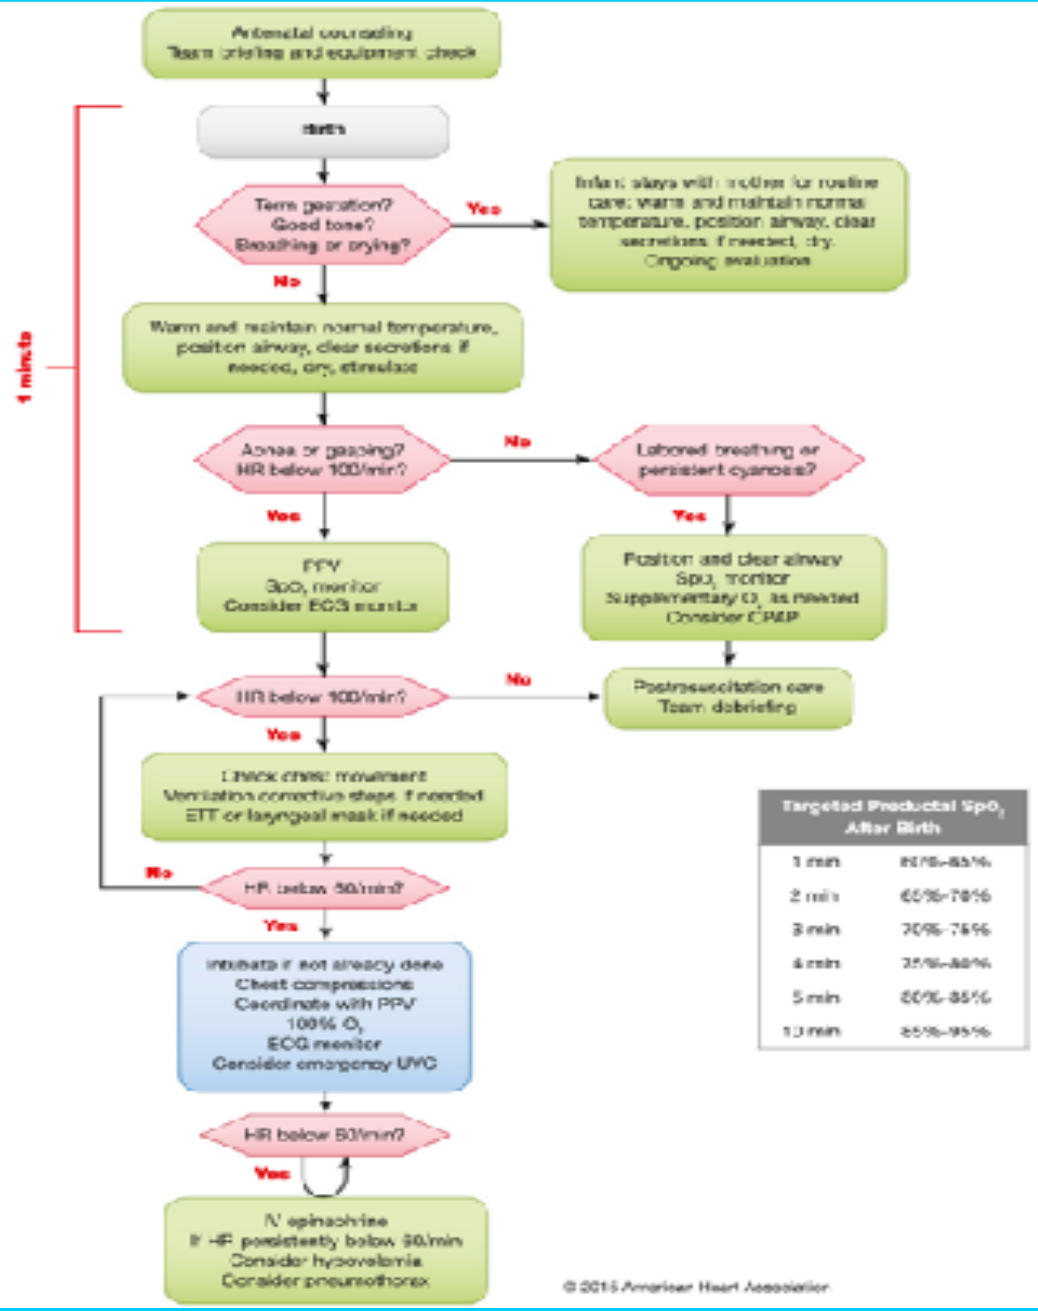 Antenatal counseling
Team briefing and equipment check
Birth
1 minute
Term gestation?
Good tone?
Breathing or crying?
Yes
Infant stays with mother for routine
care: warm and maintain normal
temperature, position airway, clear
secretions if needed, dry.
Ongoing evaluation
No
Warm and maintain normal temperature,
position airway, clear secretions if
needed, dry, stimulate
Apnea or gasping?
HR below 100/min?
No
Labored breathing or
persistent cyanosis?
Yes
Yes
PPV
SpO₂ monitor
Consider ECG monitor
Position and clear airway
SpO₂ monitor
Supplementary O₂ as needed
Consider CPAP
HR below 100/min?
No
Postresuscitation care
Team debriefing
Yes
Check chest movement
Ventilation corrective steps if needed
ETT or laryngeal mask if needed
No
HR below 60/min?
Yes
Intubate if not already done
Chest compressions
Coordinate with PPV
100% O₂
ECG monitor
Consider emergency UVC
HR below 60/min?
Yes
IV epinephrine
If HR persistently below 60/min
Consider hypovolemia
Consider pneumothorax
Targeted Preductal SpO₂
After Birth
1 min 60%-65%
2 min 65%-70%
3 min 70%-75%
4 min 75%-80%
5 min 80%-85%
10 min 85%-95%
© 2015 American Heart Association